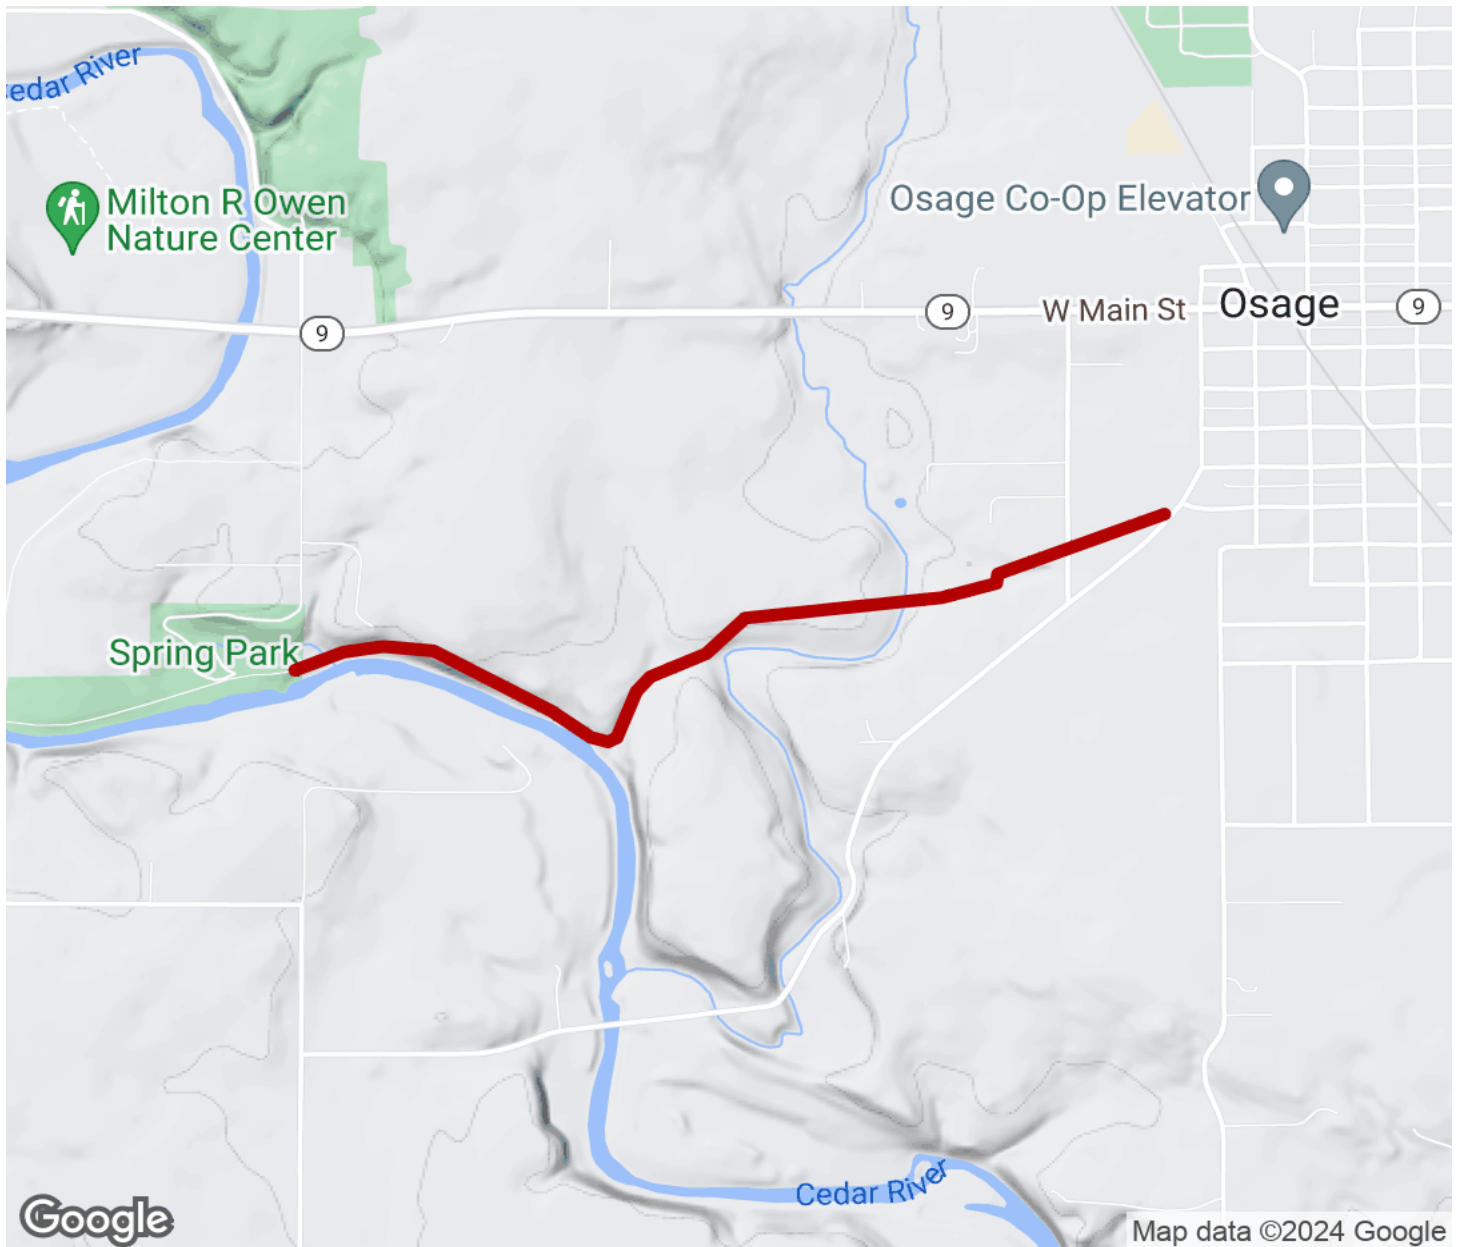 edar River
Milton R Owen
Nature Center
Osage Co-Op Elevator
9
9
W Main St
Osage
9
Spring Park
Cedar River
Google
Map data ©2024 Google